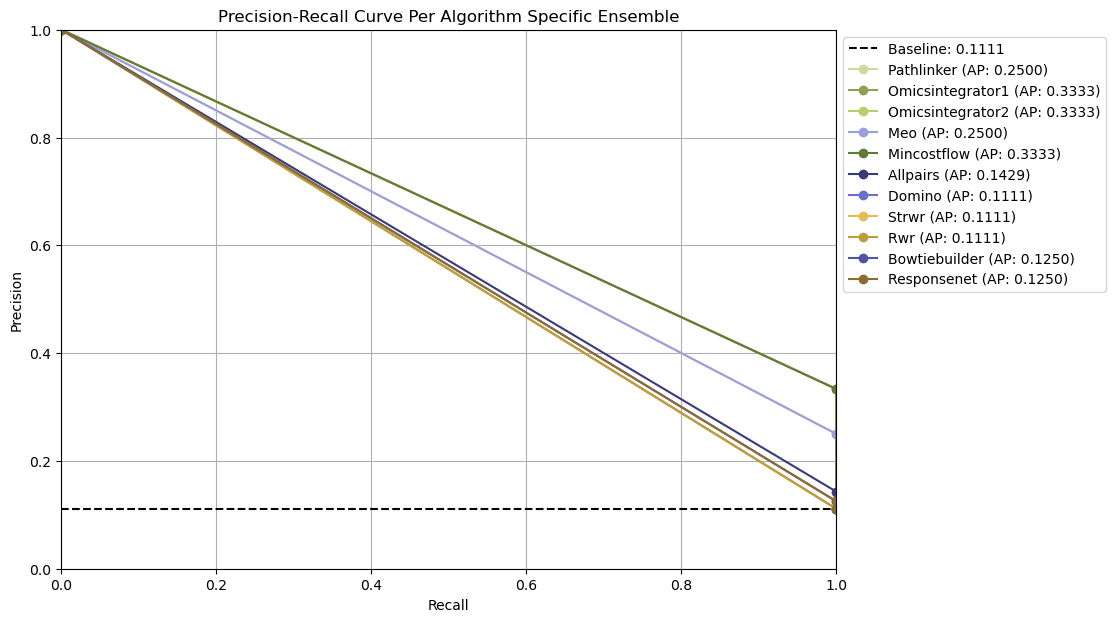 Precision-Recall Curve Per Algorithm Specific Ensemble
1.0
0.8
0.6
0.4
0.2
0.0
Precision
0.0 0.2 0.4 0.6 0.8 1.0
Recall
Baseline: 0.1111
Pathlinker (AP: 0.2500)
Omicsintegrator1 (AP: 0.3333)
Omicsintegrator2 (AP: 0.3333)
Meo (AP: 0.2500)
Mincostflow (AP: 0.3333)
Allpairs (AP: 0.1429)
Domino (AP: 0.1111)
Strwr (AP: 0.1111)
Rwr (AP: 0.1111)
Bowtiebuilder (AP: 0.1250)
Responsenet (AP: 0.1250)